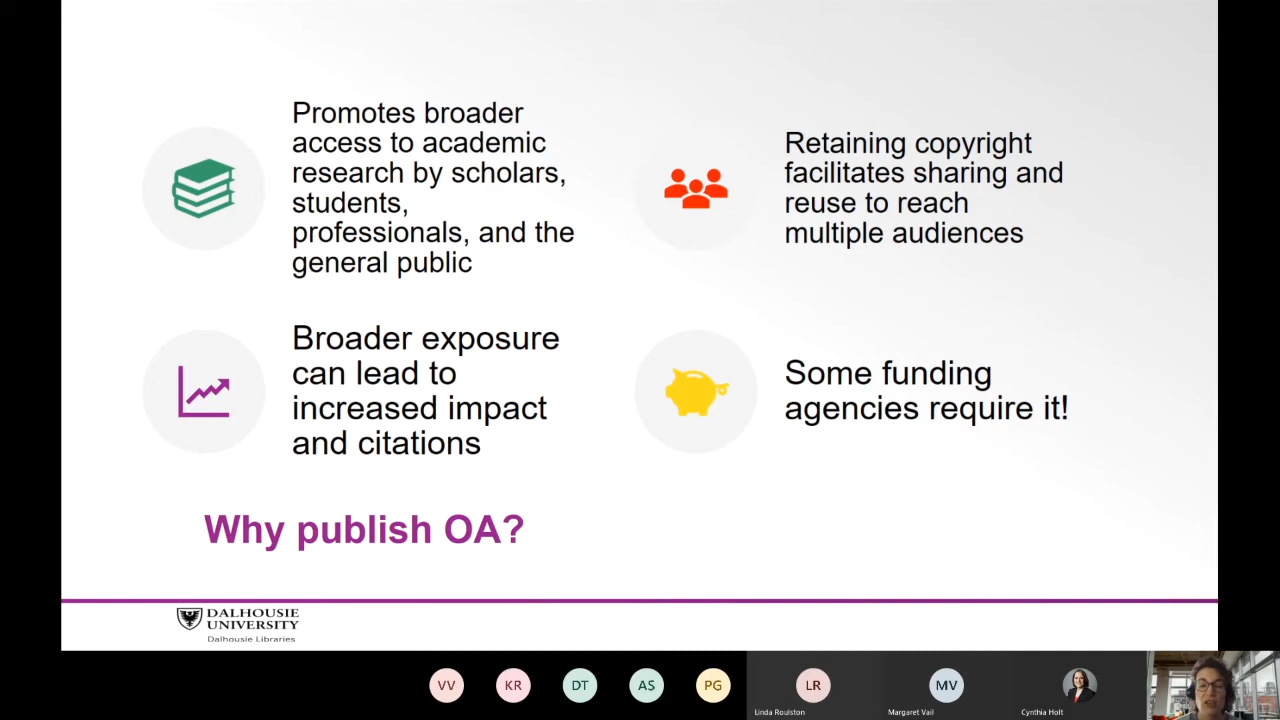 Promotes broader
access to academic
research by scholars,
students,
professionals, and the
general public
Retaining copyright
facilitates sharing and
reuse to reach
multiple audiences
Broader exposure
can lead to
increased impact
and citations
Some funding
agencies require it!
Why publish OA?
DALHOUSIE
UNIVERSITY
Dalhousie Libraries
VV
KR
DT
AS
PG
LR
MV
Linda Roulston
Margaret Vail
Cynthia Holt